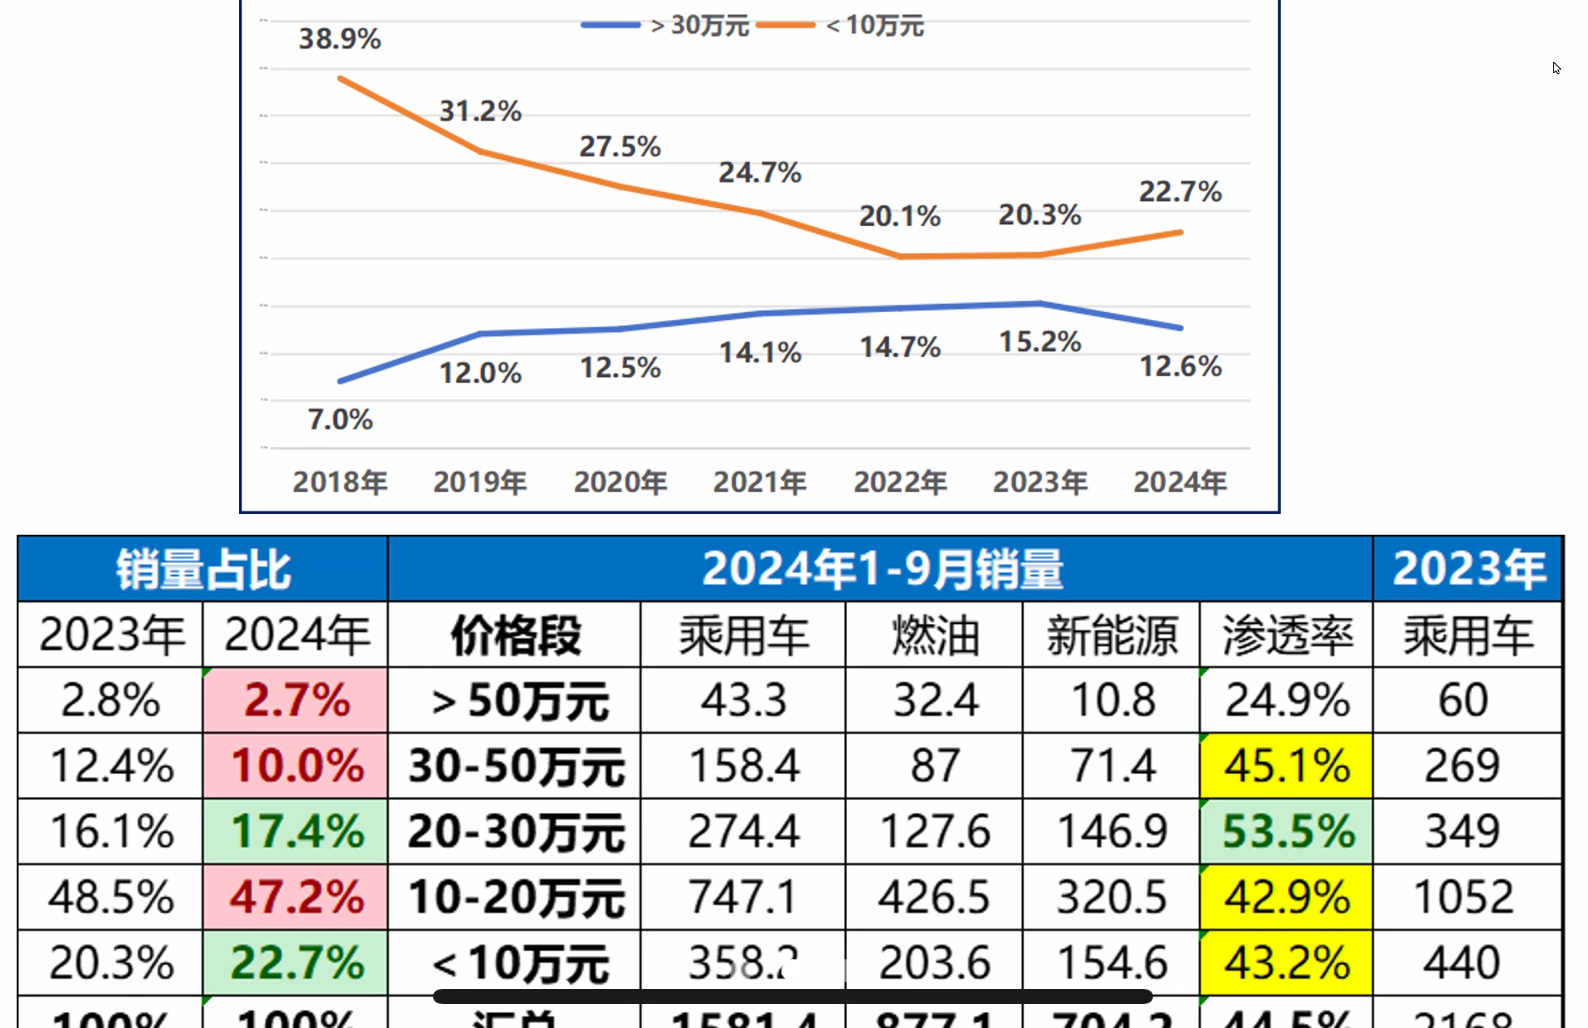 ＞30万元 ＜10万元
38.9%
31.2%
27.5%
24.7%
20.1% 20.3% 22.7%
7.0%
12.0% 12.5% 14.1% 14.7% 15.2% 12.6%
2018年 2019年 2020年 2021年 2022年 2023年 2024年
销量占比 2024年1-9月销量 2023年
2023年 2024年 价格段 乘用车 燃油 新能源 渗透率 乘用车
2.8% 2.7% ＞50万元 43.3 32.4 10.8 24.9% 60
12.4% 10.0% 30-50万元 158.4 87 71.4 45.1% 269
16.1% 17.4% 20-30万元 274.4 127.6 146.9 53.5% 349
48.5% 47.2% 10-20万元 747.1 426.5 320.5 42.9% 1052
20.3% 22.7% ＜10万元 358.2 203.6 154.6 43.2% 440
100% 100% 汇总 1581.4 877.1 704.2 44.5% 2168